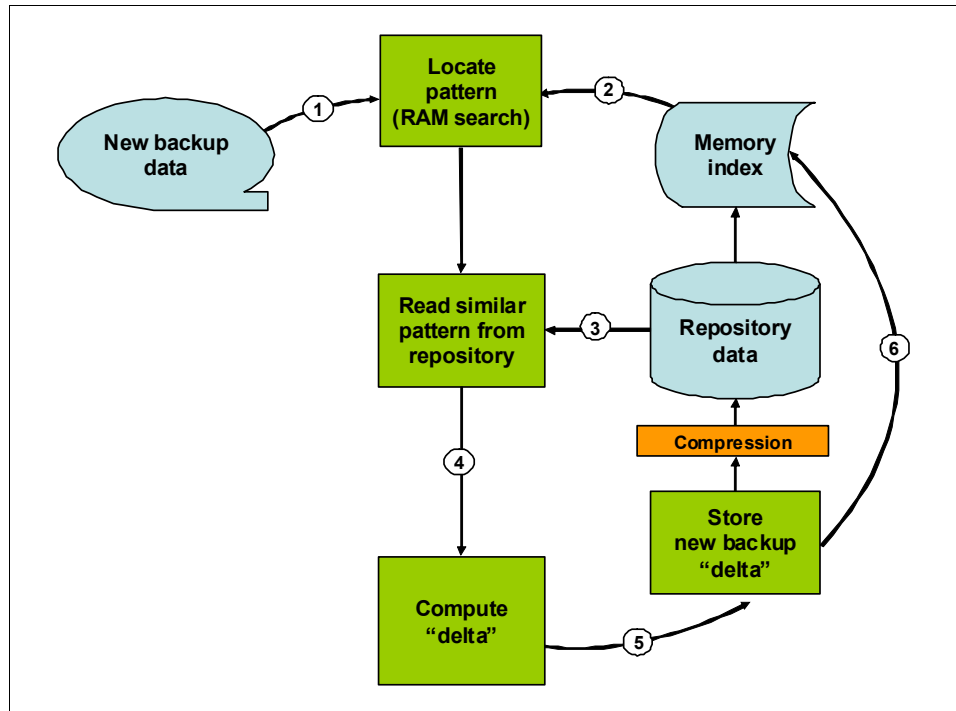 Locate
pattern
(RAM search)
1
2
New backup
data
Memory
index
Read similar
pattern from
repository
3
Repository
data
6
Compression
4
Store
new backup
“delta”
Compute
“delta”
5